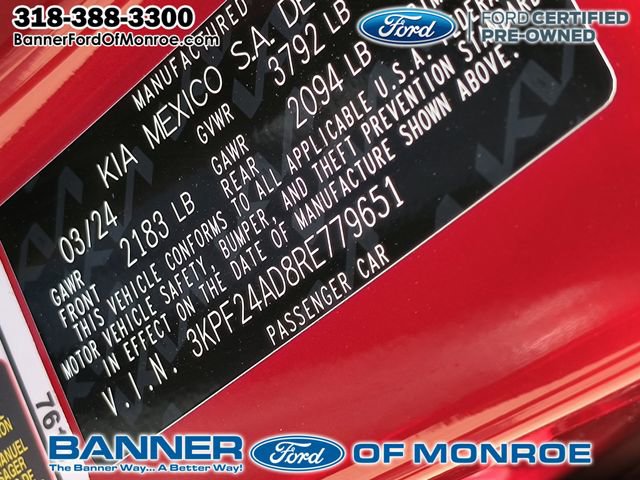 318-388-3300
BannerFordOfMonroe.com
Ford
FORD CERTIFIED
PRE-OWNED
MANUFACTURED
KIA MEXICO S.A. DE
03/24
GVWR 3792 LB
GAWR FRONT 2183 LB
GAWR REAR 2094 LB
THIS VEHICLE CONFORMS TO ALL APPLICABLE U.S.A. FEDERAL
MOTOR VEHICLE SAFETY, BUMPER, AND THEFT PREVENTION STANDARDS
IN EFFECT ON THE DATE OF MANUFACTURE SHOWN ABOVE.
V.I.N. 3KPF24AD8RE779651
PASSENGER CAR
BANNER Ford OF MONROE
The Banner Way... A Better Way!